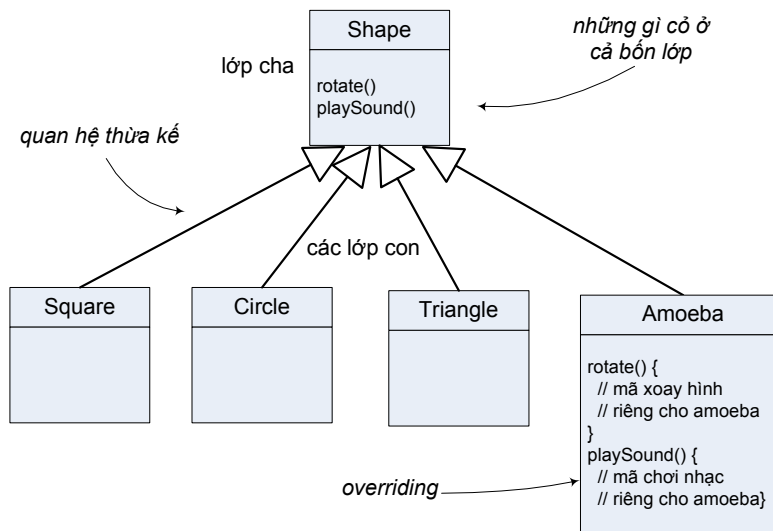 Shape
rotate()
playSound()
lớp cha
những gì cỏ ở
cả bốn lớp
quan hệ thừa kế
các lớp con
Square
Circle
Triangle
Amoeba
rotate() {
// mã xoay hình
// riêng cho amoeba
}
playSound() {
// mã chơi nhạc
// riêng cho amoeba}
overriding